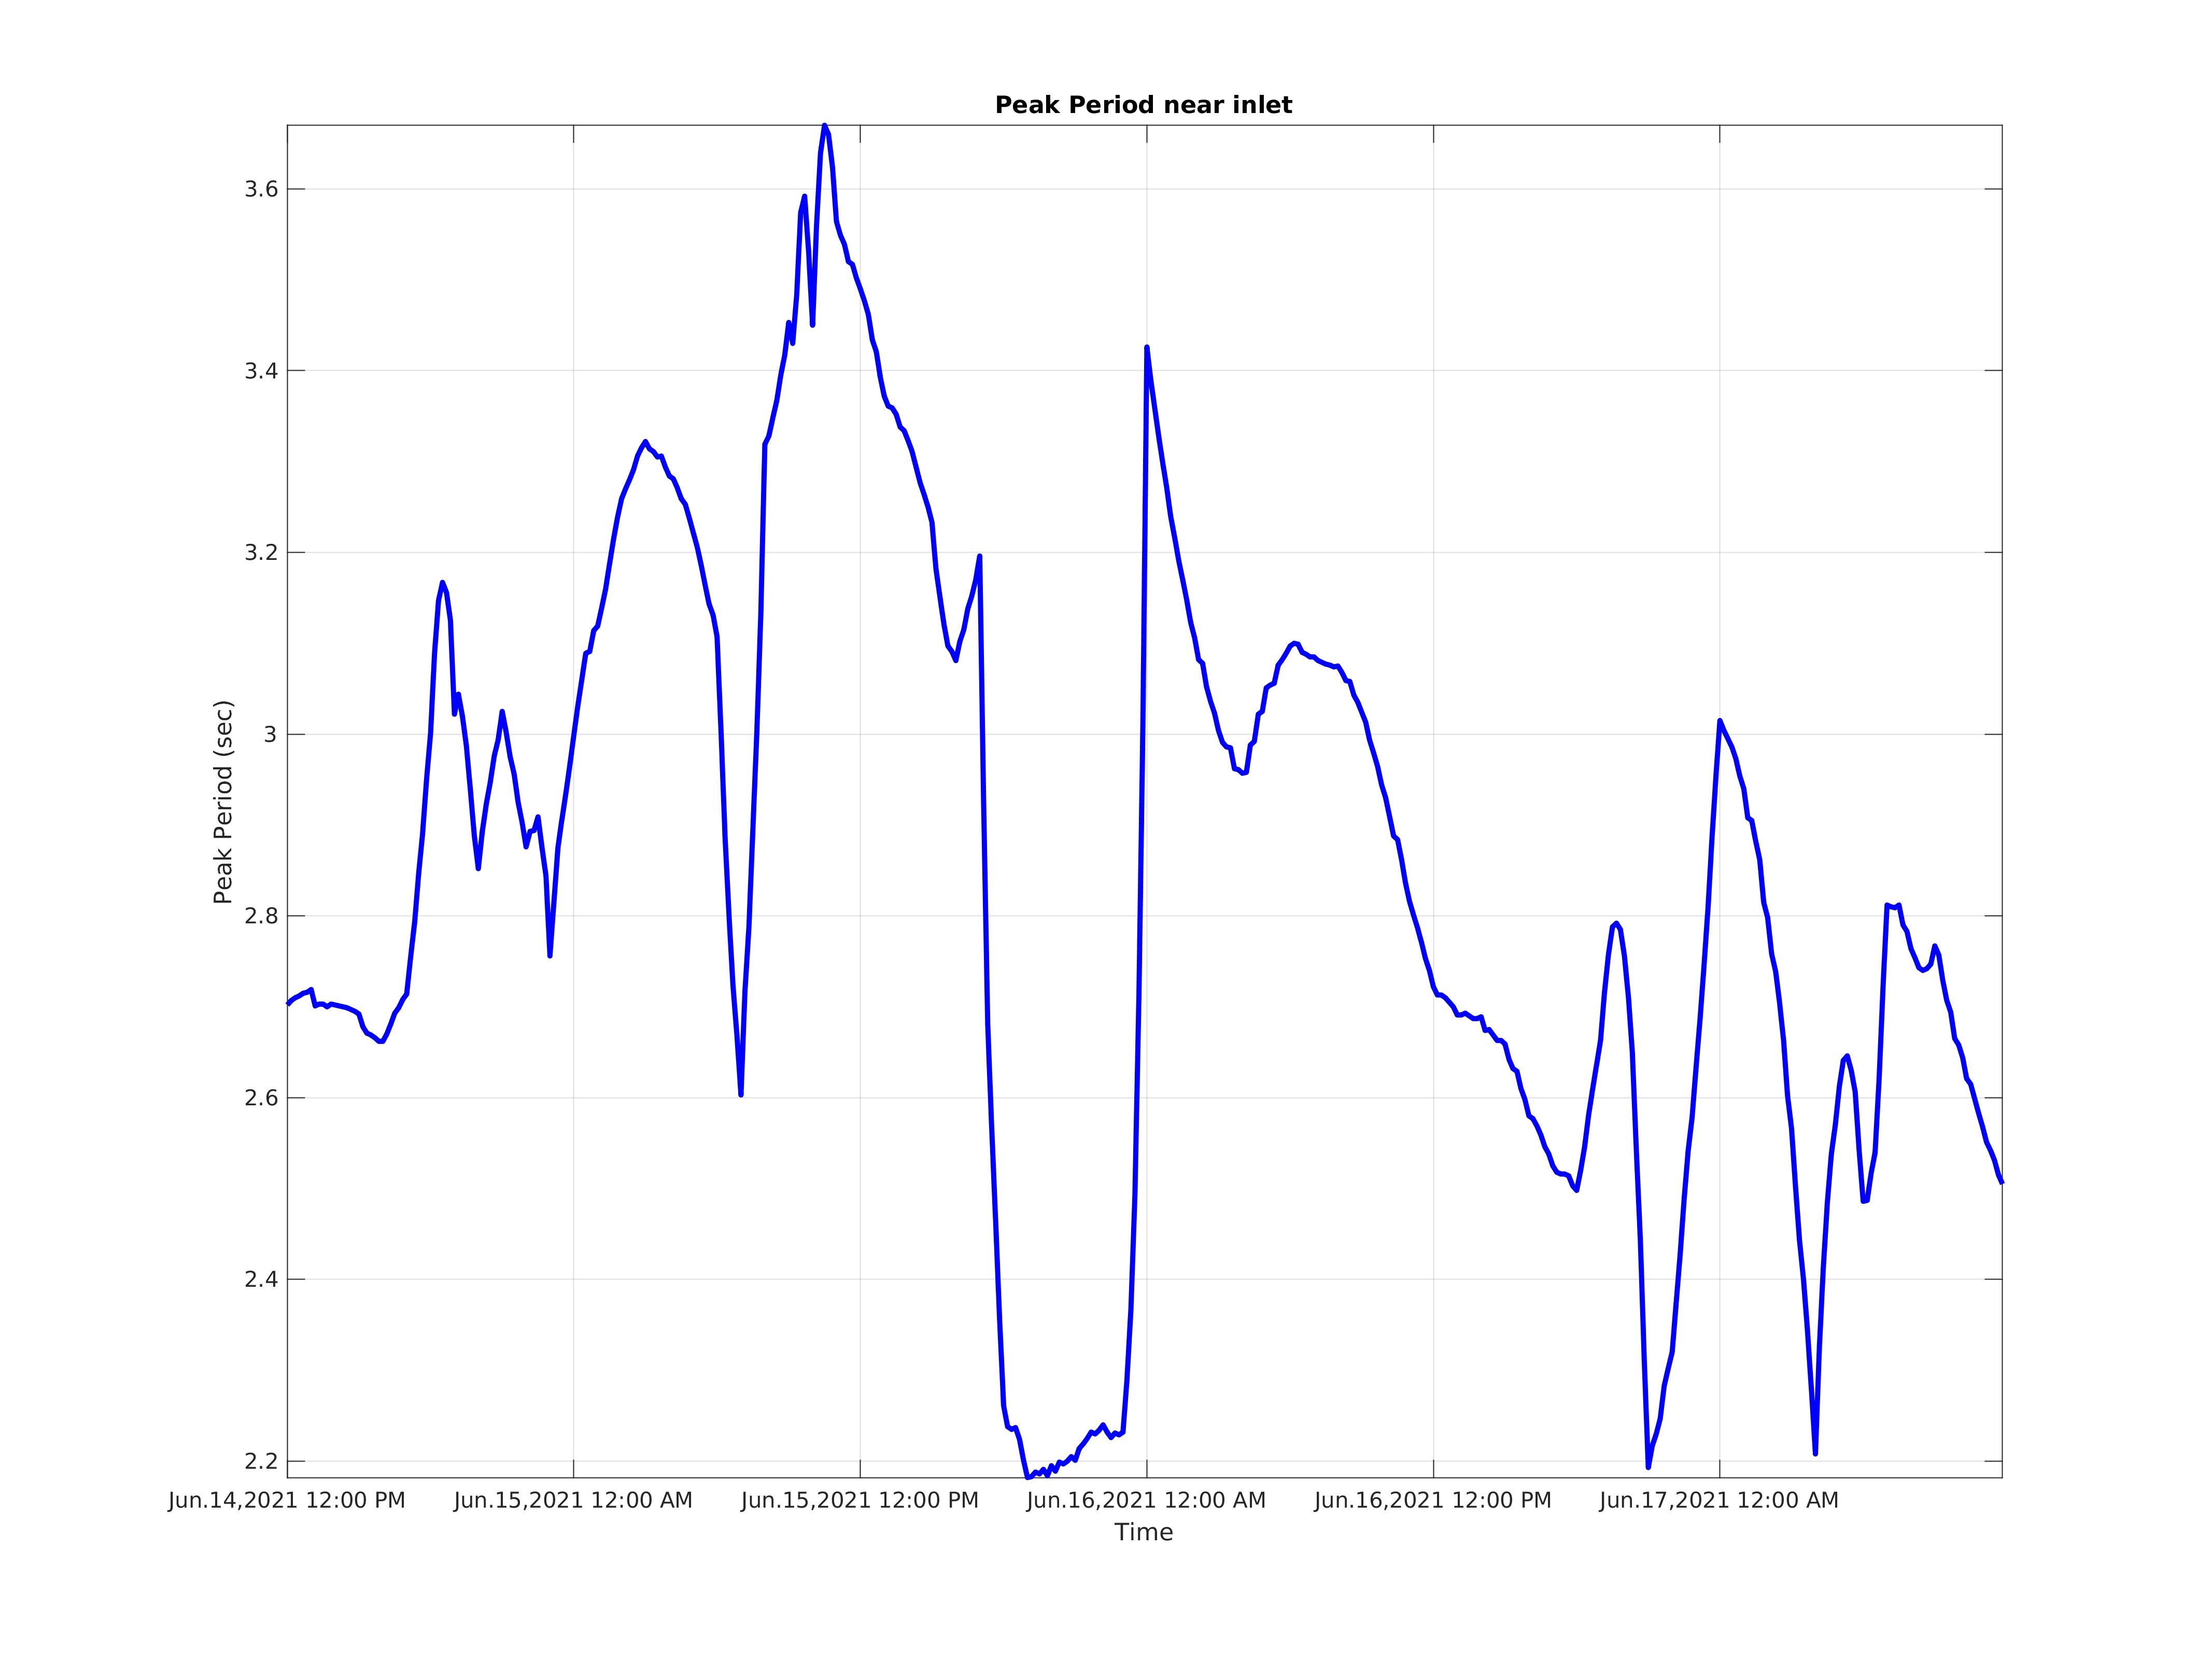 Peak Period near inlet
Peak Period (sec)
3.6
3.4
3.2
3
2.8
2.6
2.4
2.2
Jun.14,2021 12:00 PM
Jun.15,2021 12:00 AM
Jun.15,2021 12:00 PM
Jun.16,2021 12:00 AM
Jun.16,2021 12:00 PM
Jun.17,2021 12:00 AM
Time